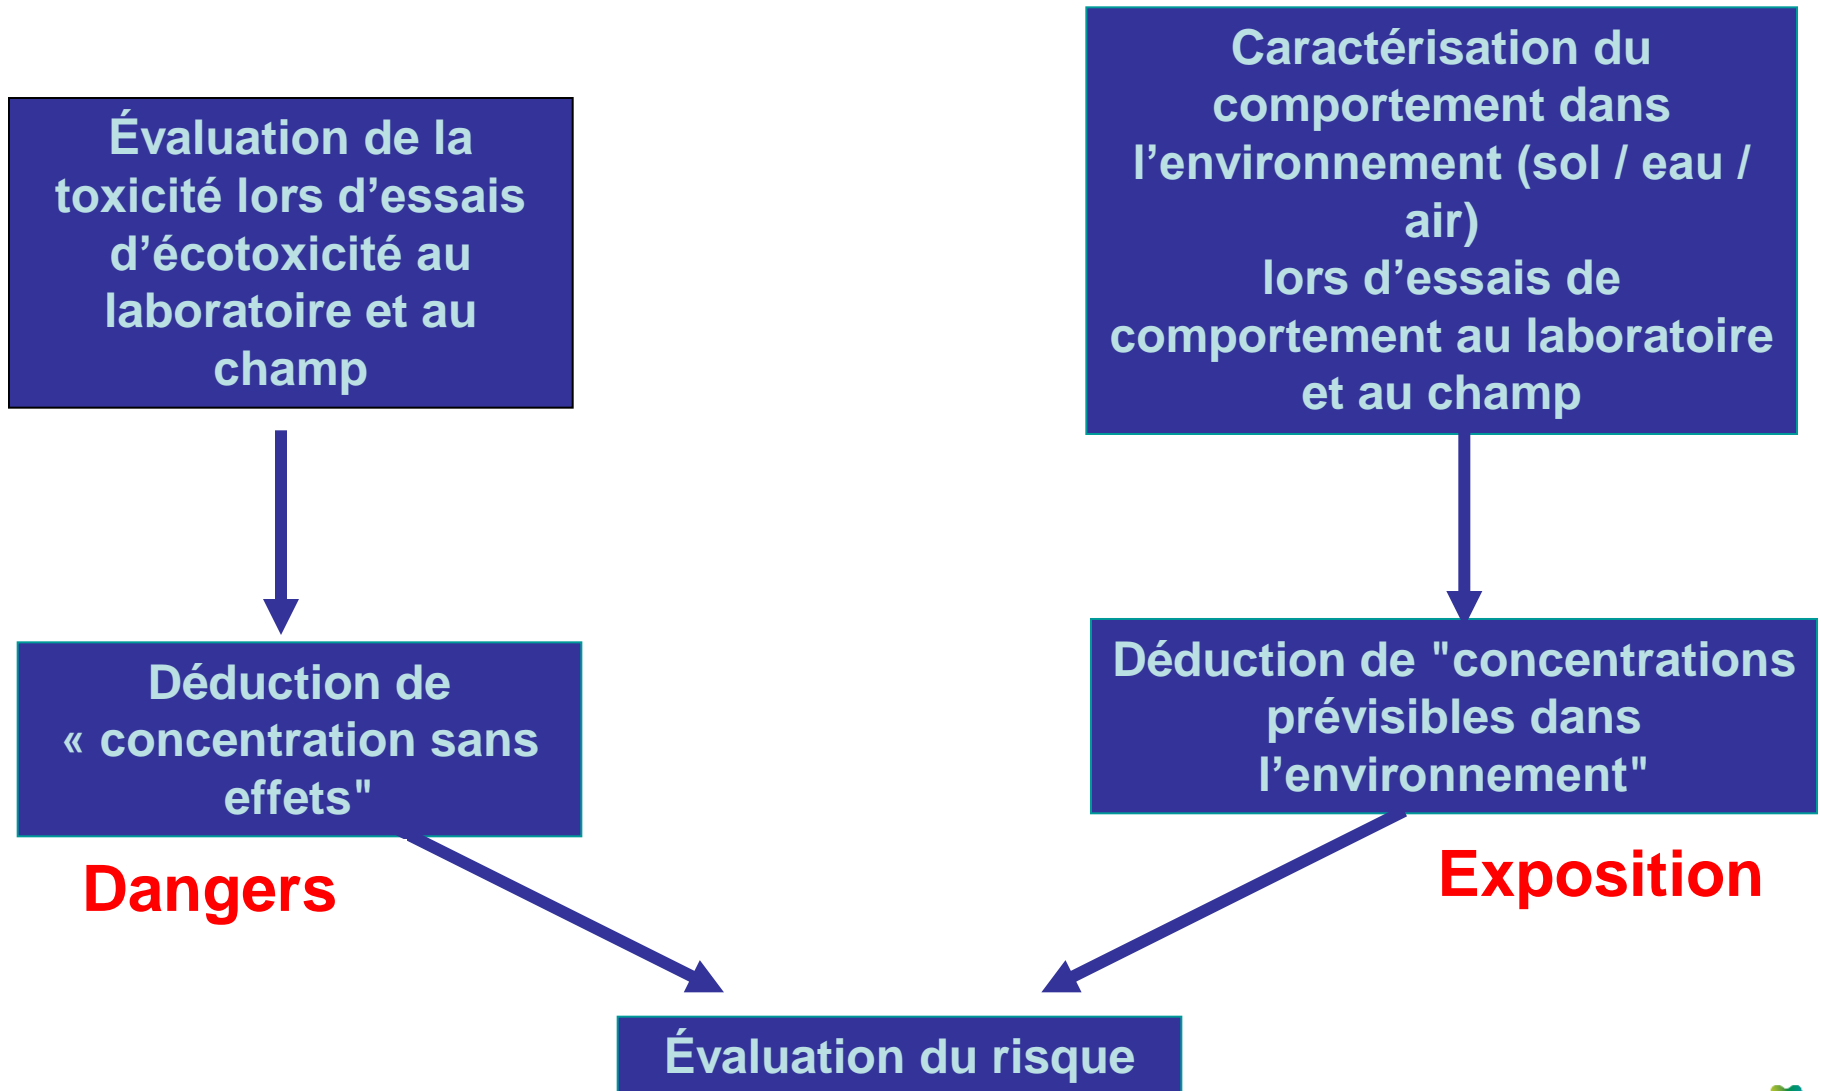 Évaluation de la
toxicité lors d’essais
d’écotoxicité au
laboratoire et au
champ
Caractérisation du
comportement dans
l’environnement (sol / eau /
air)
lors d’essais de
comportement au laboratoire
et au champ
Déduction de
« concentration sans
effets"
Déduction de "concentrations
prévisibles dans
l’environnement"
Dangers
Exposition
Évaluation du risque